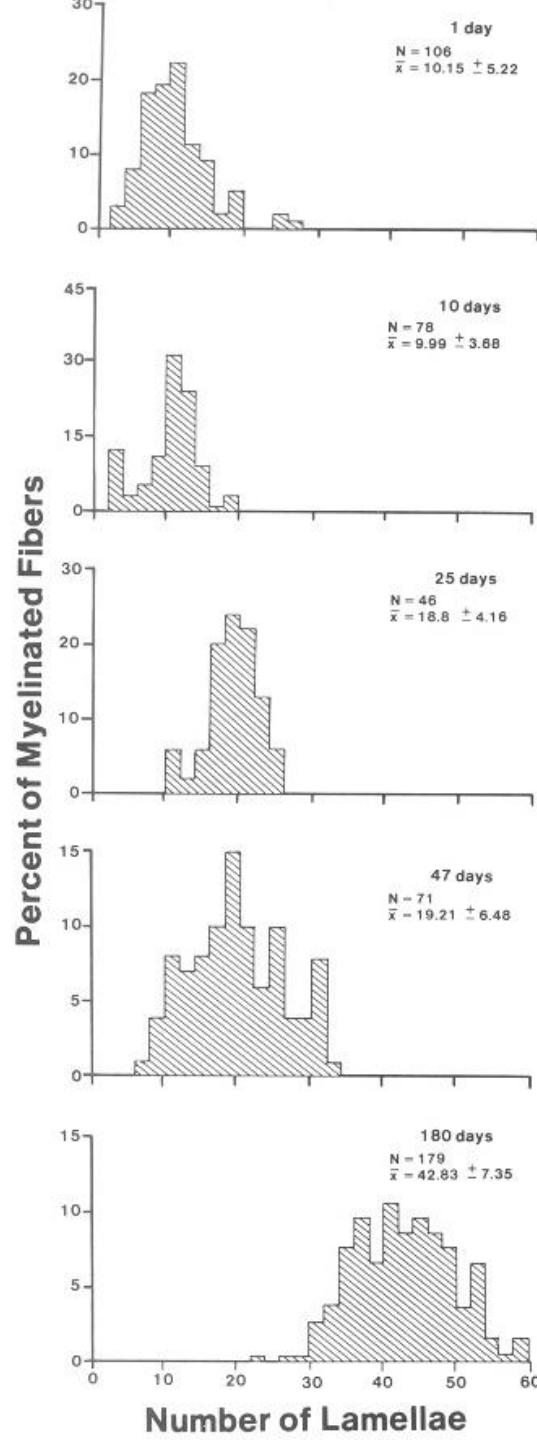 30
1 day
N = 106
x̄ = 10.15 ± 5.22
20
10
0
45
10 days
N = 78
x̄ = 9.99 ± 3.68
30
15
0
Percent of Myelinated Fibers
30
25 days
N = 46
x̄ = 18.8 ± 4.16
20
10
0
15
47 days
N = 71
x̄ = 19.21 ± 6.48
10
5
0
15
180 days
N = 179
x̄ = 42.83 ± 7.35
10
5
0
0 10 20 30 40 50 60
Number of Lamellae